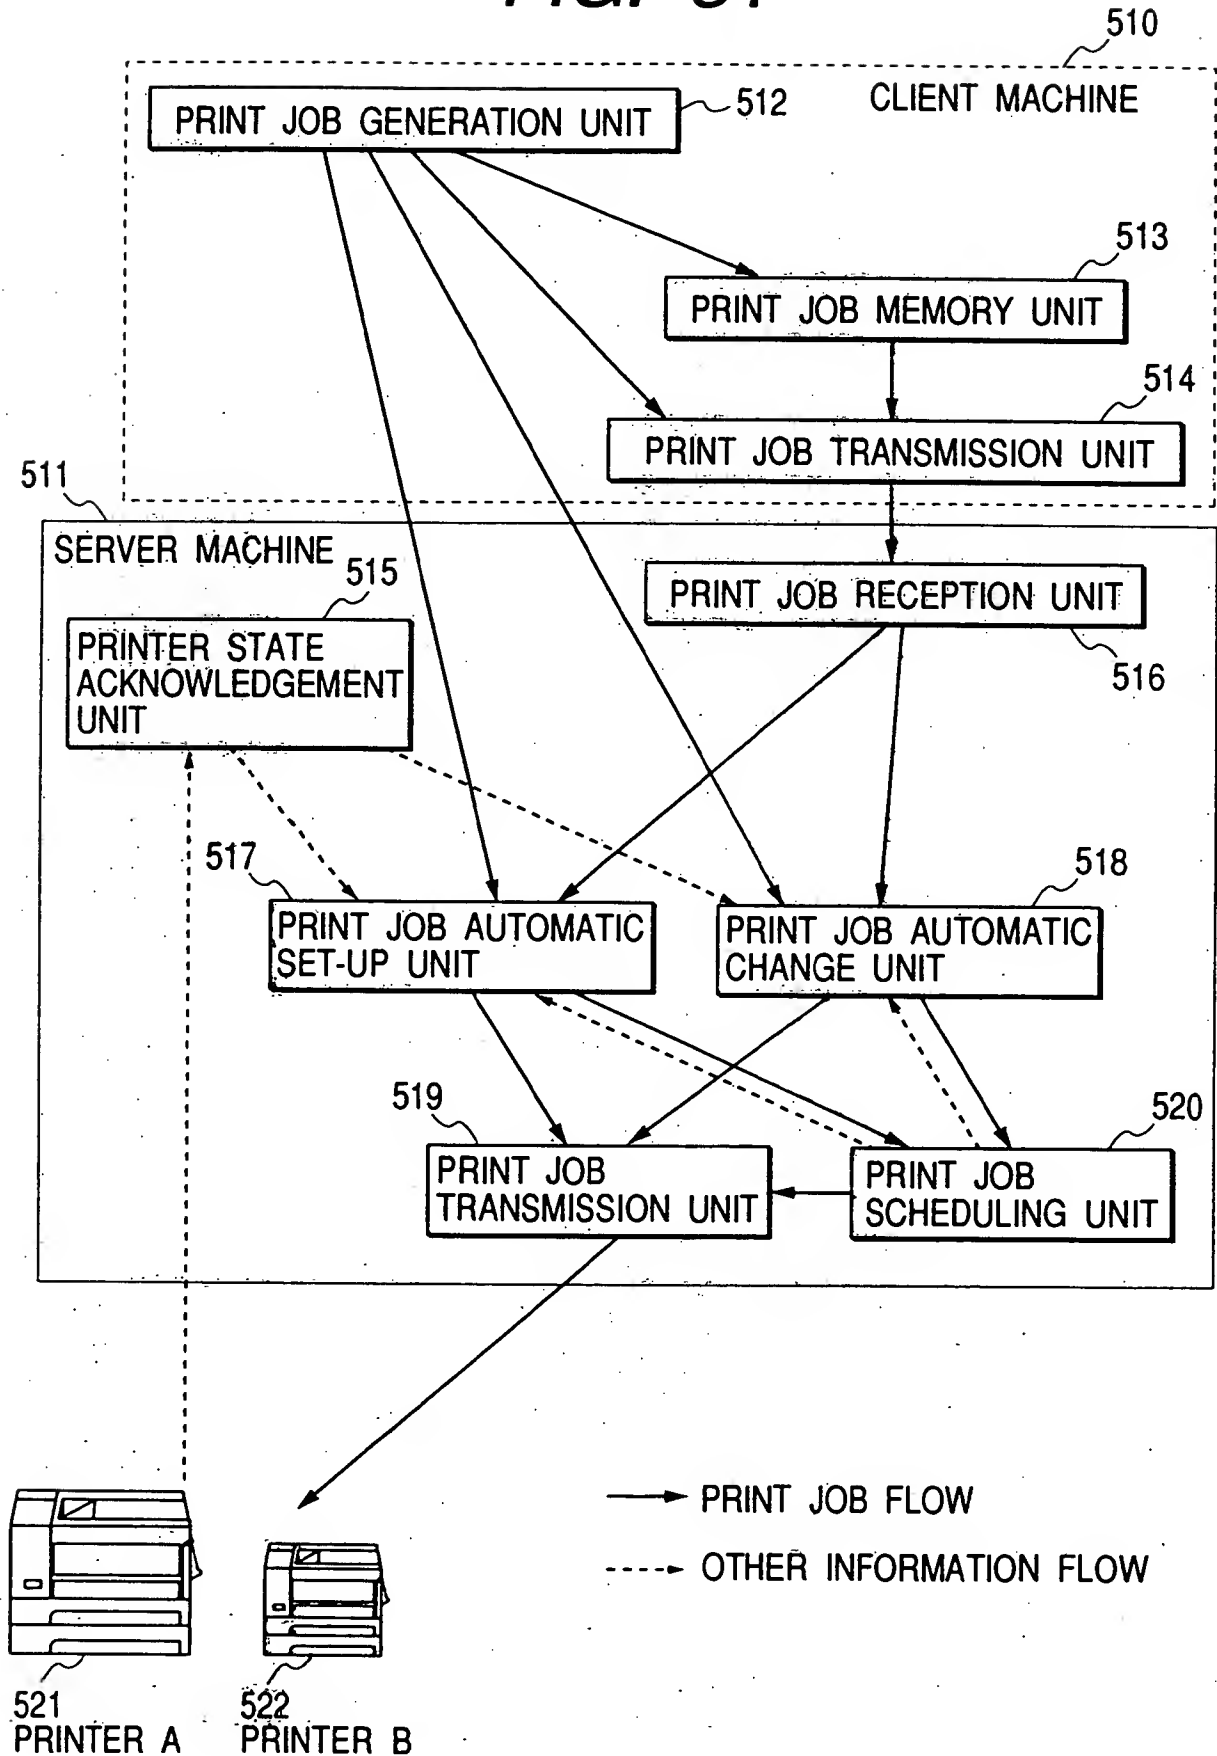 510
CLIENT MACHINE
PRINT JOB GENERATION UNIT
512
513
PRINT JOB MEMORY UNIT
514
PRINT JOB TRANSMISSION UNIT
511
SERVER MACHINE
515
PRINTER STATE
ACKNOWLEDGEMENT
UNIT
PRINT JOB RECEPTION UNIT
516
517
PRINT JOB AUTOMATIC
SET-UP UNIT
518
PRINT JOB AUTOMATIC
CHANGE UNIT
519
PRINT JOB
TRANSMISSION UNIT
520
PRINT JOB
SCHEDULING UNIT
PRINT JOB FLOW
OTHER INFORMATION FLOW
521
PRINTER A
522
PRINTER B